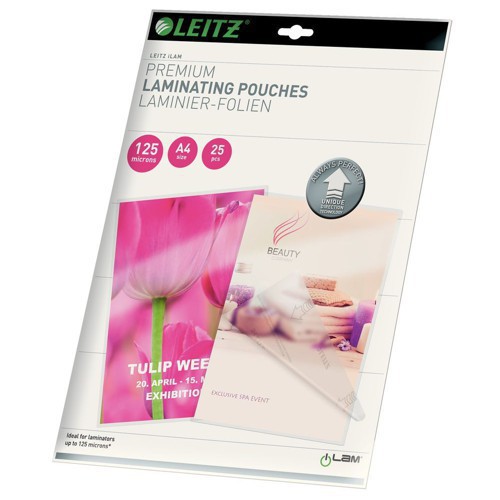 LEITZ
LEITZ iLAM
PREMIUM
LAMINATING POUCHES
LAMINIER-FOLIEN
125
microns
A4
size
25
pcs
ALWAYS PERFECT!
UNIQUE
DIRECTION
TECHNOLOGY
BEAUTY
TULIP WEE
20. APRIL - 15. M
EXHIBITIO
EXCLUSIVE SPA EVENT
Ideal for laminators
up to 125 microns*
iLAM